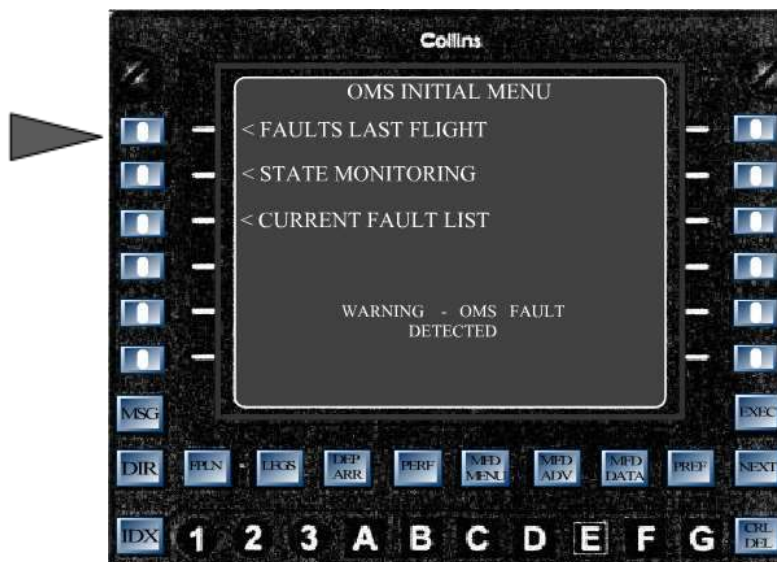 Collins
OMS INITIAL MENU
< FAULTS LAST FLIGHT
< STATE MONITORING
< CURRENT FAULT LIST
WARNING - OMS FAULT
DETECTED
MSG
EXEC
DIR
FPLN
LEGS
DEP
ARR
PERF
MFD
MENU
MFD
ADV
MFD
DATA
PREF
NEXT
IDX
1 2 3 A B C D E F G
CRL
DEL